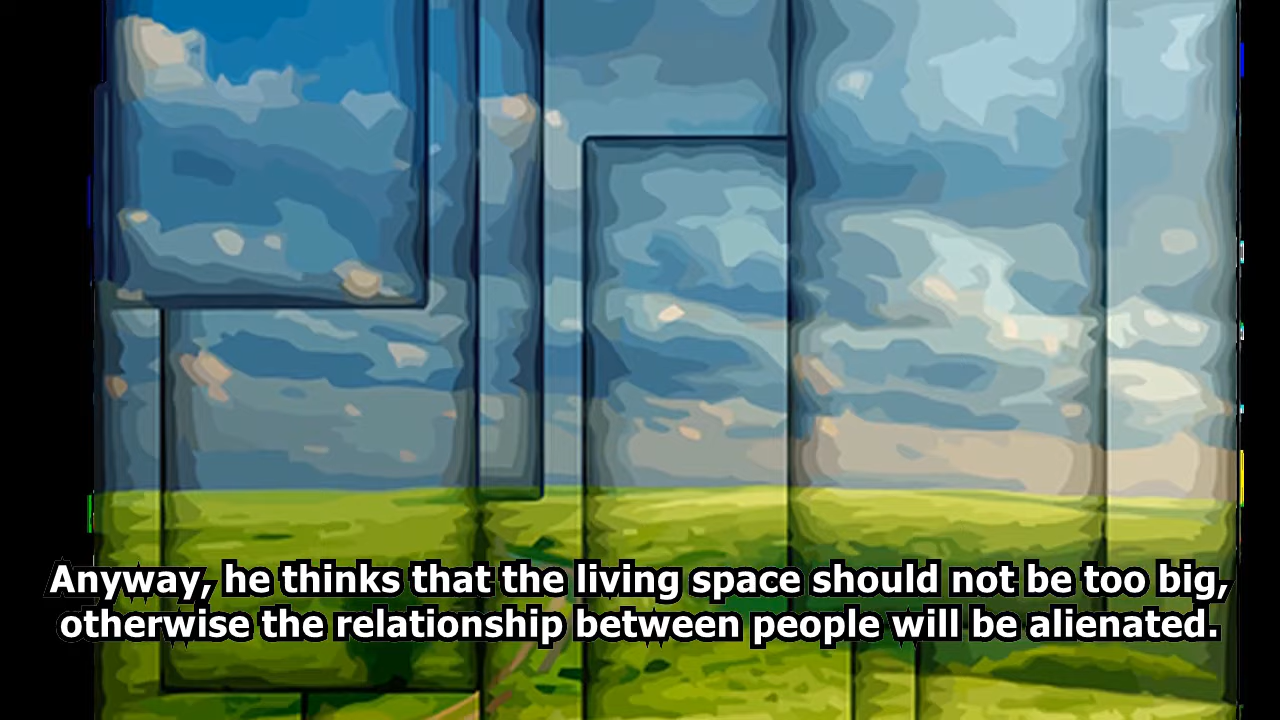 Anyway, he thinks that the living space should not be too big,
otherwise the relationship between people will be alienated.